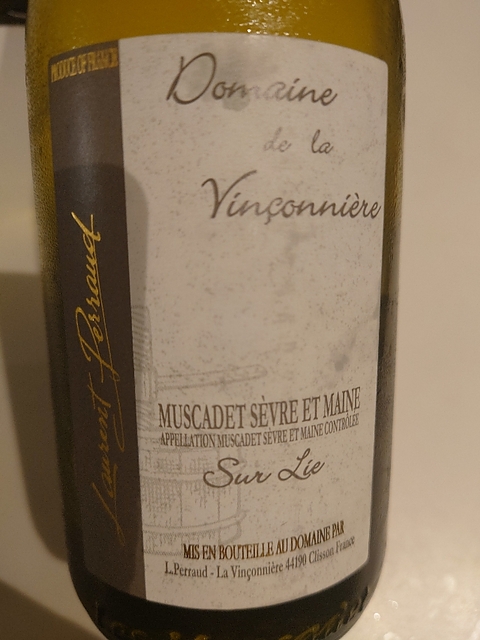 PRODUCE OF FRANCE
Laurent Perraud
Domaine
de la
Vinçonnière
MUSCADET SÈVRE ET MAINE
APPELLATION MUSCADET SÈVRE ET MAINE CONTRÔLÉE
Sur Lie
MIS EN BOUTEILLE AU DOMAINE PAR
L.Perraud - La Vinçonnière 44190 Clisson France